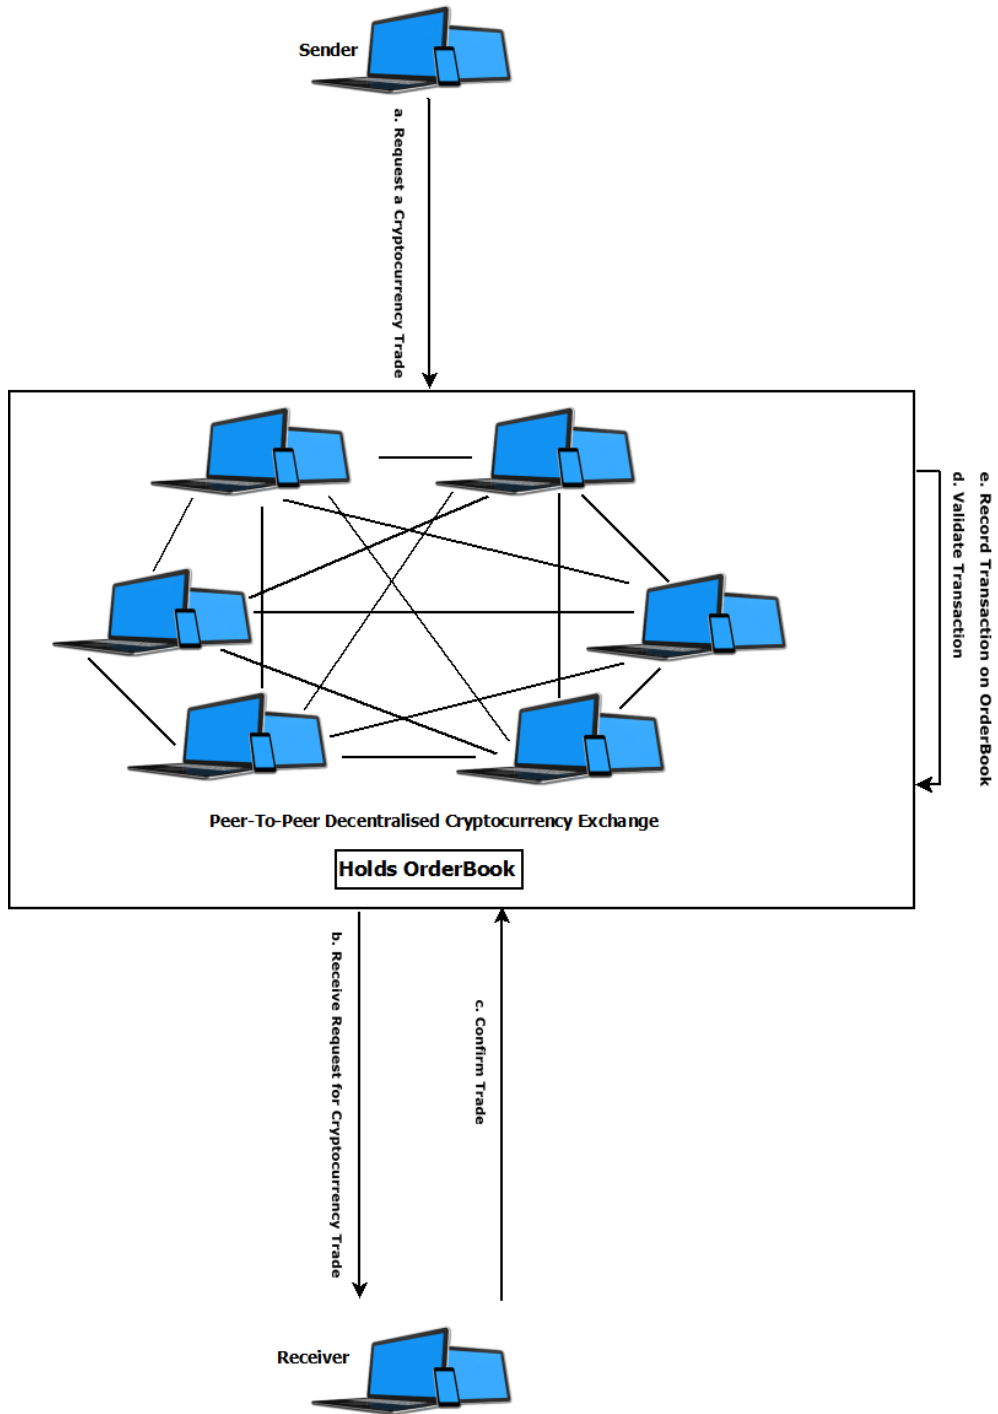 Sender
a. Request a Cryptocurrency Trade
e. Record Transaction on OrderBook
d. Validate Transaction
Peer-To-Peer Decentralised Cryptocurrency Exchange
Holds OrderBook
b. Receive Request for Cryptocurrency Trade
c. Confirm Trade
Receiver